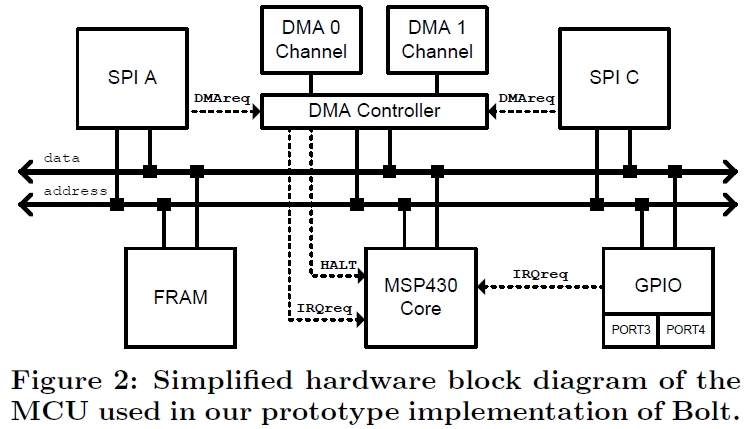 DMA 0
Channel
DMA 1
Channel
SPI A
SPI C
DMAreq
DMAreq
DMA Controller
data
address
HALT
IRQreq
IRQreq
FRAM
MSP430
Core
GPIO
PORT3
PORT4
Figure 2: Simplified hardware block diagram of the
MCU used in our prototype implementation of Bolt.